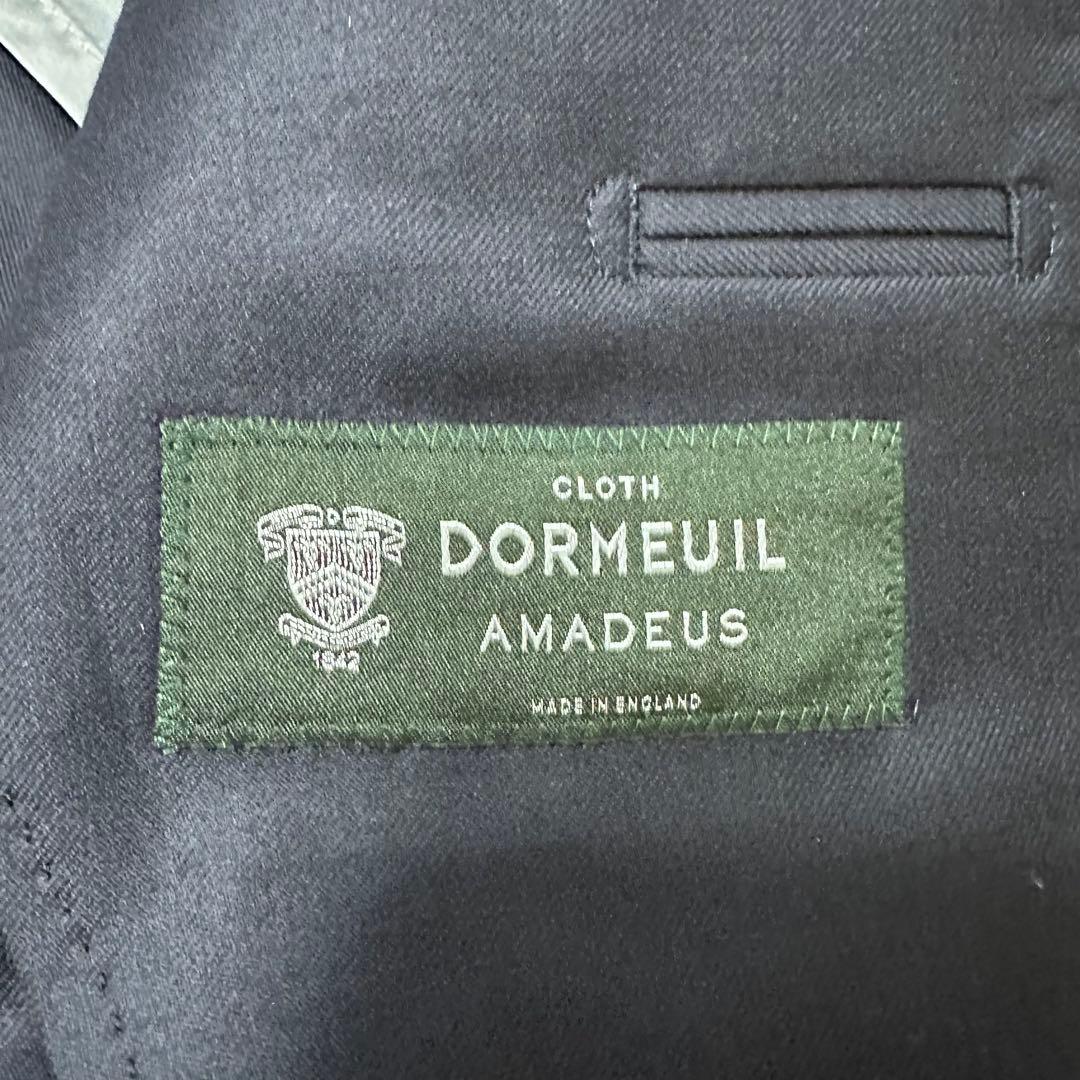 CLOTH
DORMEUIL
AMADEUS
MADE IN ENGLAND
D
1842